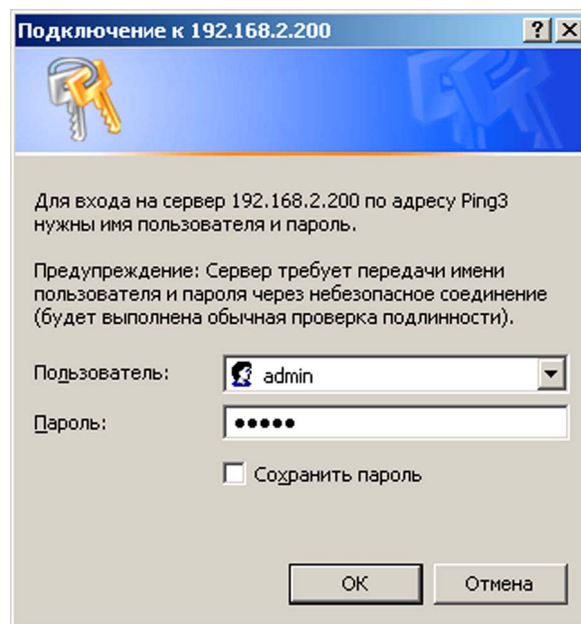 Подключение к 192.168.2.200
Для входа на сервер 192.168.2.200 по адресу Ping3
нужны имя пользователя и пароль.
Предупреждение: Сервер требует передачи имени
пользователя и пароля через небезопасное соединение
(будет выполнена обычная проверка подлинности).
Пользователь: admin
Пароль: •••••
Сохранить пароль
OK Отмена